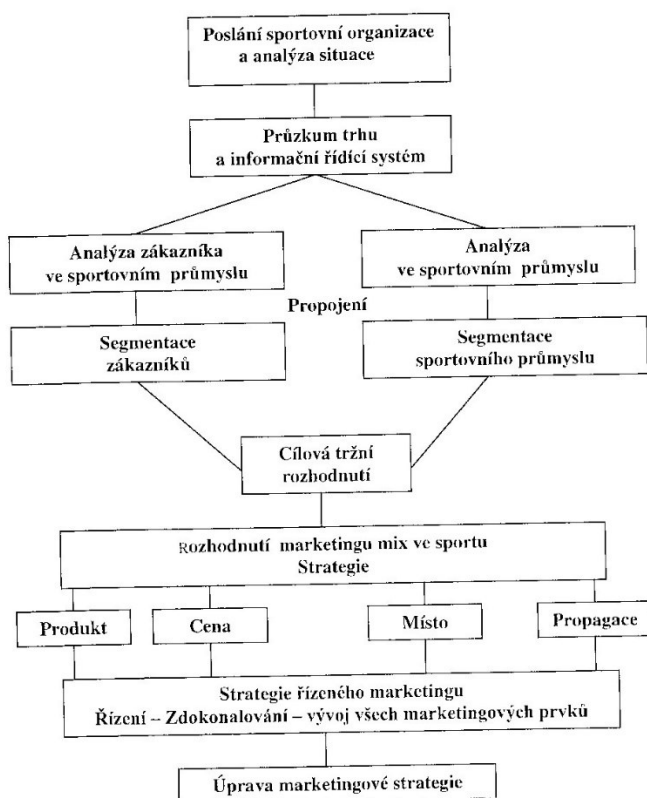 Poslání sportovní organizace
a analýza situace
Průzkum trhu
a informační řídící systém
Analýza zákazníka
ve sportovním průmyslu
Analýza
ve sportovním průmyslu
Propojení
Segmentace
zákazníků
Segmentace
sportovního průmyslu
Cílová tržní
rozhodnutí
Rozhodnutí marketingu mix ve sportu
Strategie
Produkt
Cena
Místo
Propagace
Strategie řízeného marketingu
Řízení – Zdokonalování – vývoj všech marketingových prvků
Úprava marketingové strategie